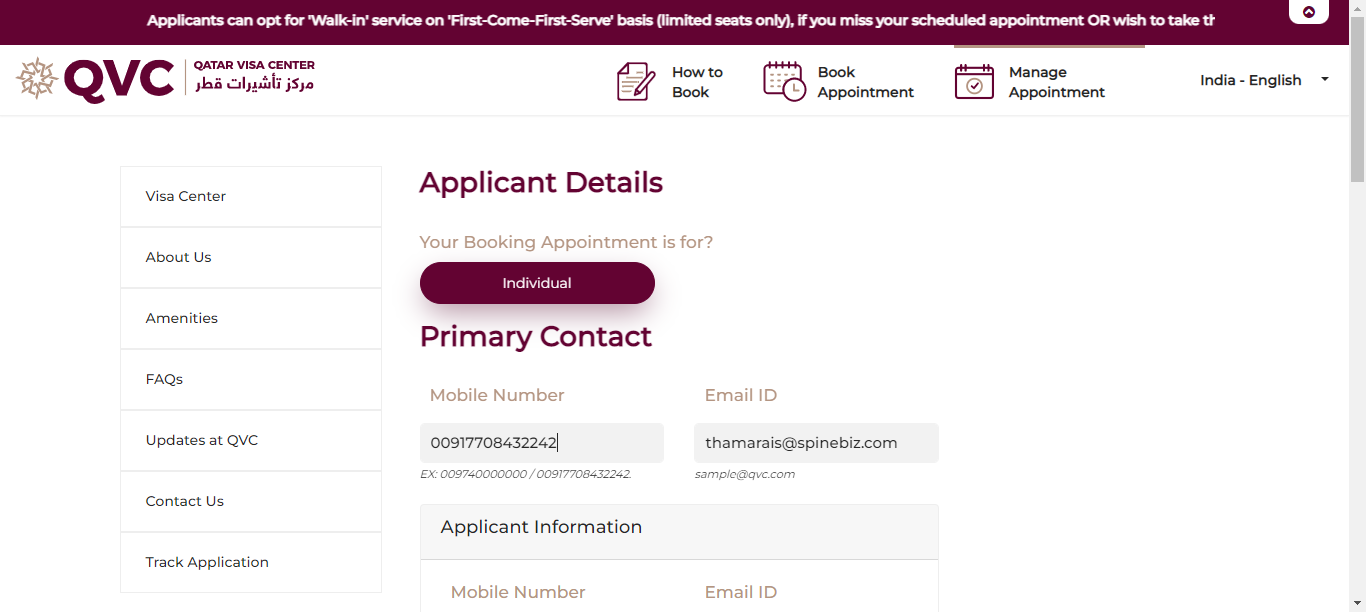 Applicants can opt for 'Walk-in' service on 'First-Come-First-Serve' basis (limited seats only), if you miss your scheduled appointment OR wish to take th
QVC
QATAR VISA CENTER
مركز تأشيرات قطر
How to
Book
Book
Appointment
Manage
Appointment
India - English
Visa Center
About Us
Amenities
FAQs
Updates at QVC
Contact Us
Track Application
Applicant Details
Your Booking Appointment is for?
Individual
Primary Contact
Mobile Number
Email ID
00917708432242
thamarais@spinebiz.com
EX: 009740000000 / 00917708432242.
sample@qvc.com
Applicant Information
Mobile Number
Email ID